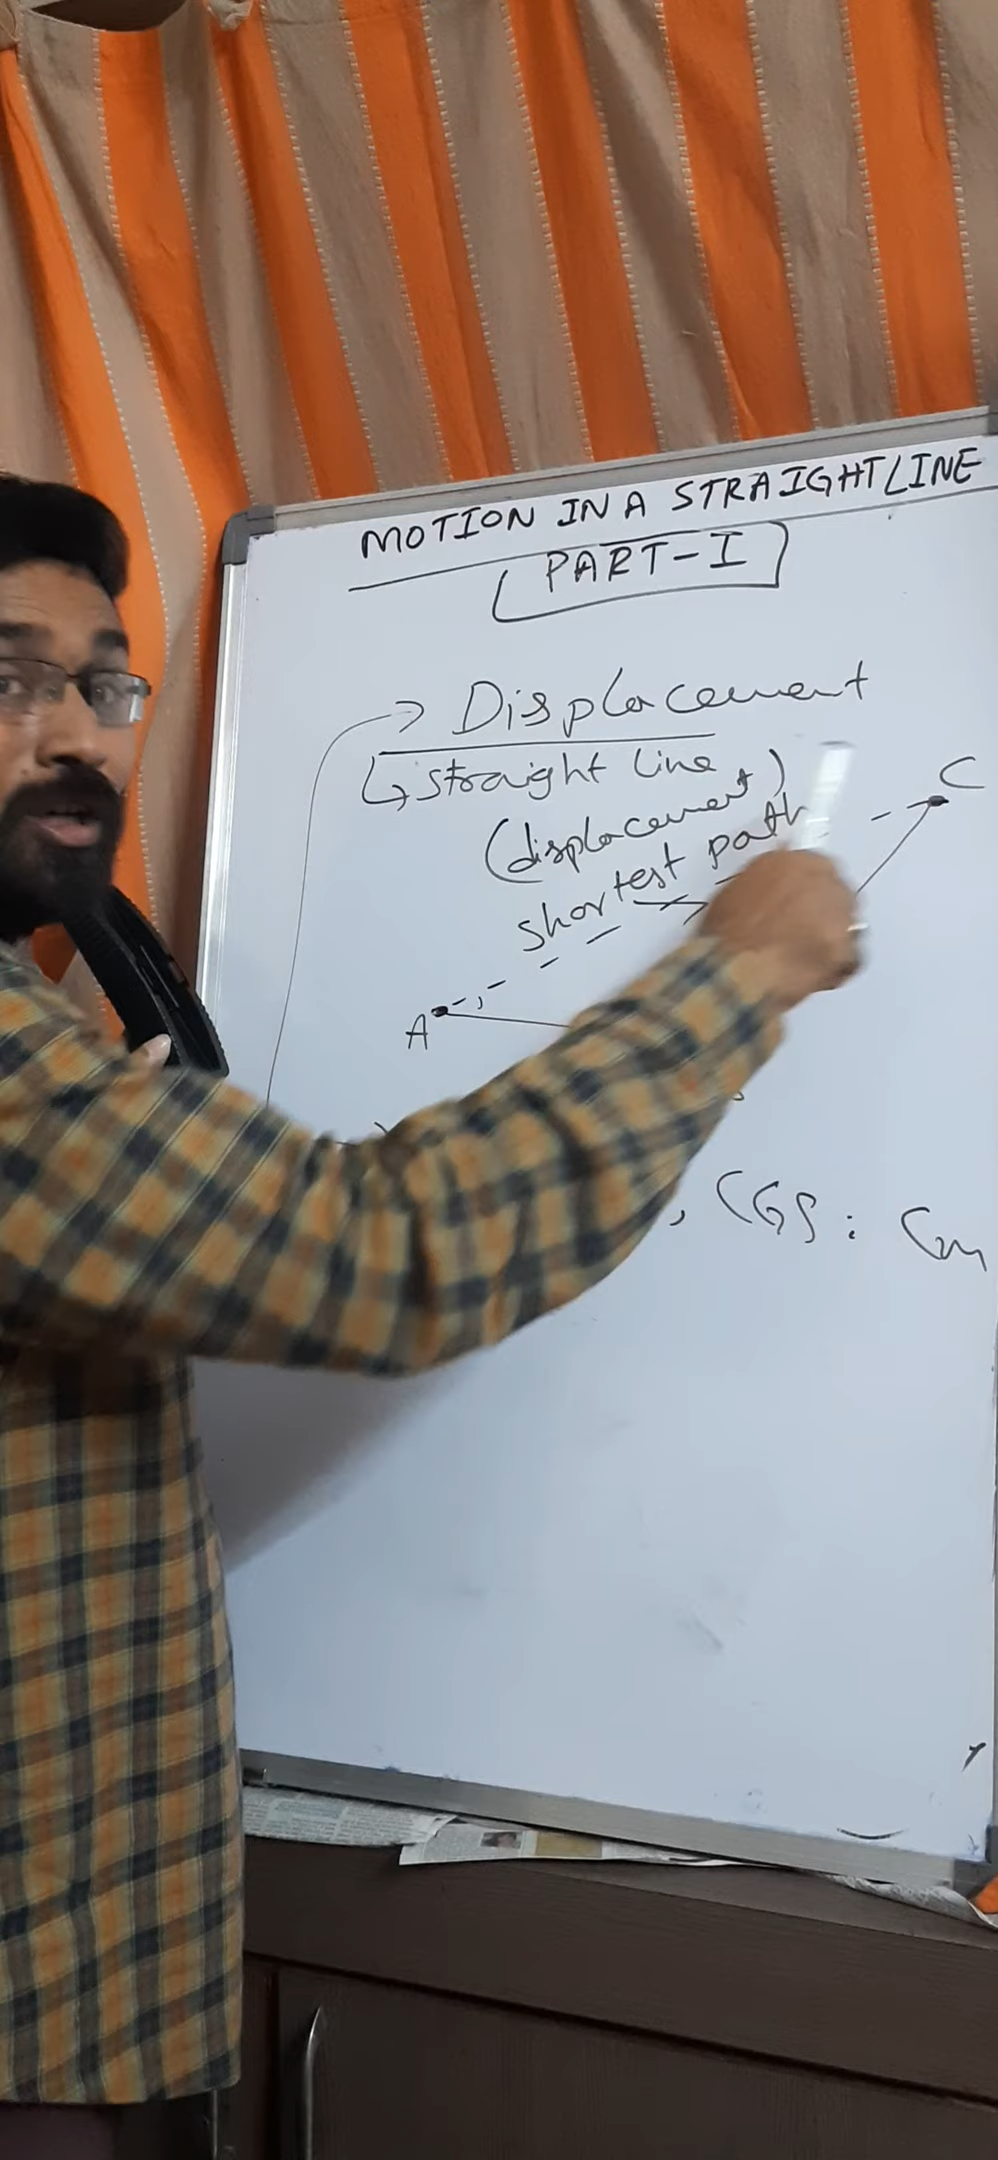 MOTION IN A STRAIGHT LINE
PART-I
→ Displacement
↳ straight line
(displacement)
shortest path
C
A
, CGS : Cm